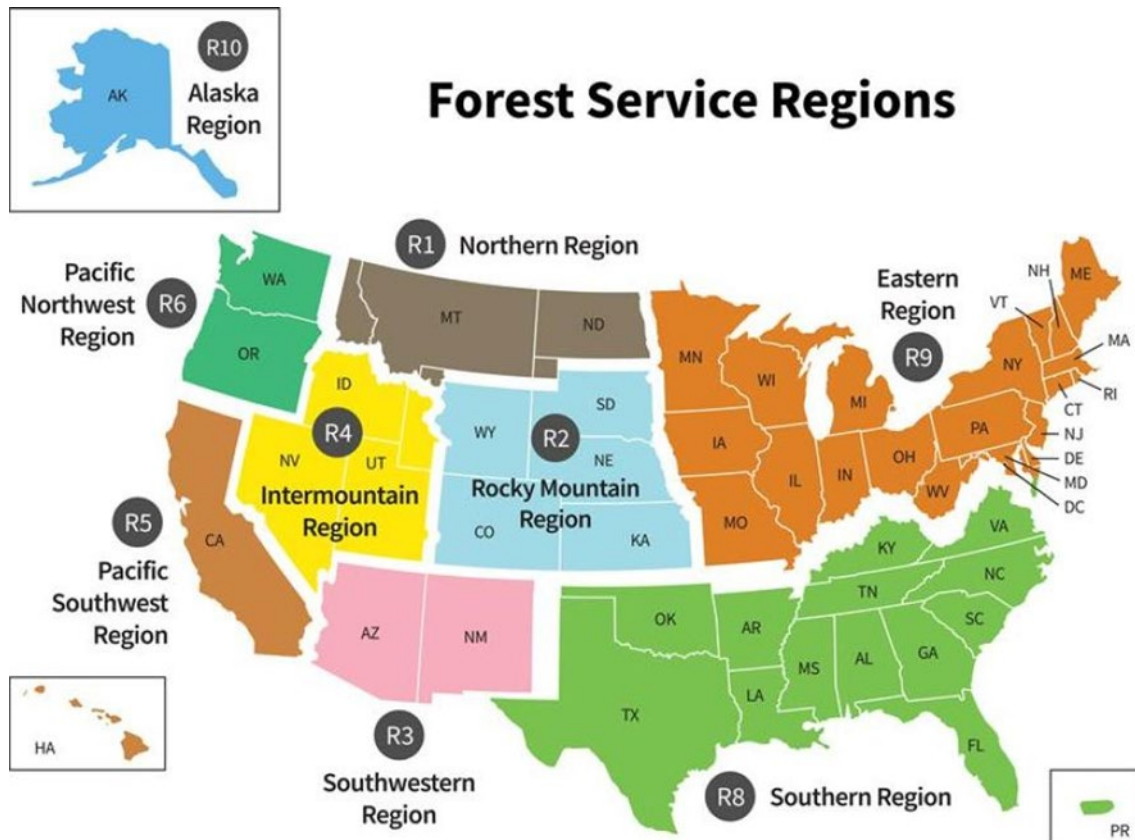 R10
AK
Alaska
Region
Forest Service Regions
R1 Northern Region
Pacific
Northwest
Region
R6
WA
OR
MT
ND
Eastern
Region
R9
NH
ME
VT
MA
NY
RI
CT
MN
WI
MI
PA
NJ
DE
MD
DC
IA
IL
IN
OH
WV
MO
ID
R4
NV
UT
Intermountain
Region
WY
R2
SD
NE
Rocky Mountain
Region
CO
KA
R5
CA
Pacific
Southwest
Region
HA
AZ
NM
R3
Southwestern
Region
KY
VA
TN
NC
OK
AR
SC
MS
AL
GA
TX
LA
FL
R8 Southern Region
PR